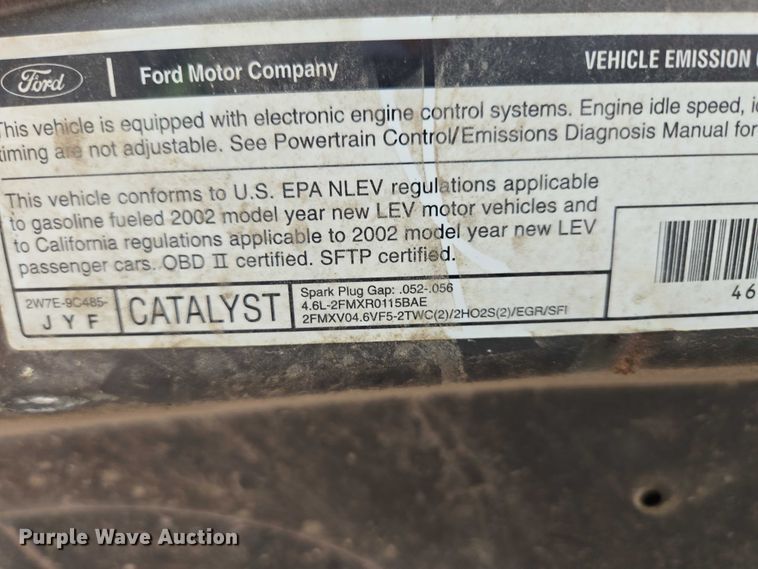 Ford | Ford Motor Company VEHICLE EMISSION
This vehicle is equipped with electronic engine control systems. Engine idle speed,
timing are not adjustable. See Powertrain Control/Emissions Diagnosis Manual for
This vehicle conforms to U.S. EPA NLEV regulations applicable
to gasoline fueled 2002 model year new LEV motor vehicles and
to California regulations applicable to 2002 model year new LEV
passenger cars. OBD II certified. SFTP certified.
2W7E-9C485-
JYF
CATALYST
Spark Plug Gap: .052-.056
4.6L-2FMXR0115BAE
2FMXV04.6VF5-2TWC(2)/2HO2S(2)/EGR/SFI
46
Purple Wave Auction